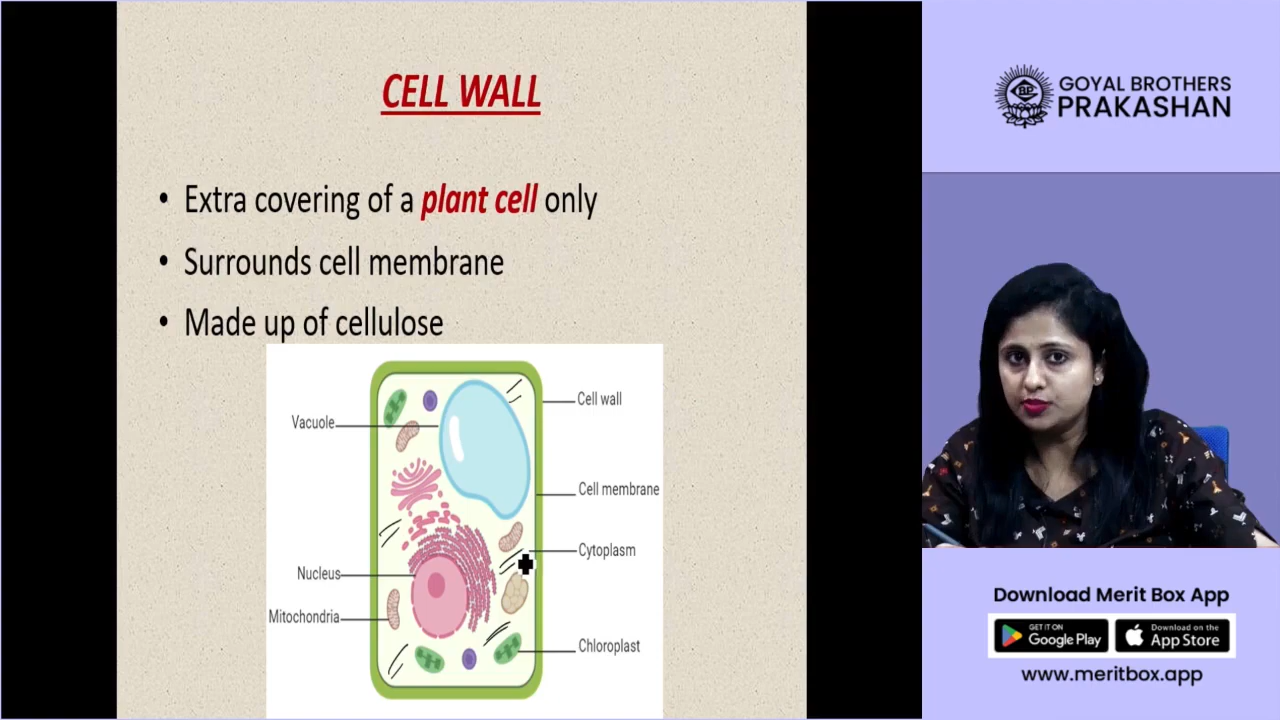 CELL WALL
• Extra covering of a plant cell only
• Surrounds cell membrane
• Made up of cellulose
Vacuole
Cell wall
Cell membrane
Cytoplasm
Nucleus
Mitochondria
Chloroplast
GBP
GOYAL BROTHERS
PRAKASHAN
Download Merit Box App
GET IT ON
Google Play
Download on the
App Store
www.meritbox.app